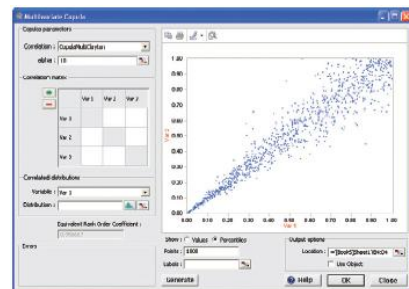 Multivariate Copula
Copula parameters
Correlation : CopulaMultiClayton
alpha : 10
Correlation matrix
Var 1 Var 2 Var 3
Var 1
Var 2
Var 3
Correlated distributions
Variable : Var 1
Distribution :
Equivalent Rank Order Coefficient :
Errors
1.00
0.90
0.80
0.70
0.60
0.50
0.40
0.30
0.20
0.10
0.00
0.00 0.10 0.20 0.30 0.40 0.50 0.60 0.70 0.80 0.90 1.00
Var 1
Show : Values Percentiles
Points : 1000
Labels :
Output options
Location :
Use Object
Generate
Help
OK
Close